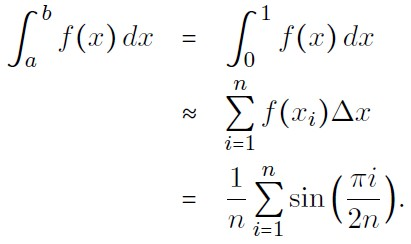 ∫_a^b f(x) dx = ∫_0^1 f(x) dx
≈ ∑_{i=1}^n f(x_i)Δx
= 1/n ∑_{i=1}^n sin (πi/2n).